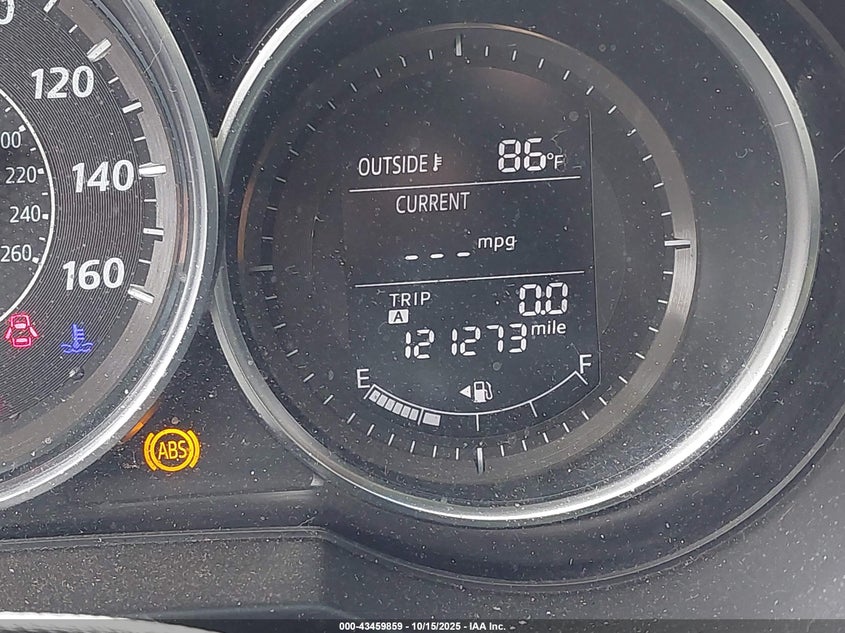 120
140
160
220
240
260
OUTSIDE 86°F
CURRENT
--- mpg
TRIP 0.0
A
121273 mile
E F
ABS
000-43459859 - 10/15/2025 - IAA Inc.